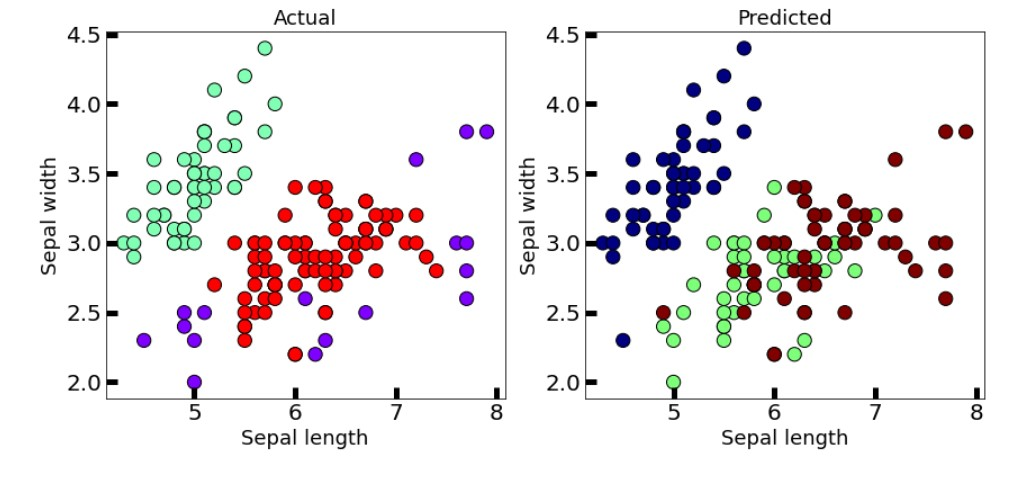 Actual
4.5
4.0
3.5
3.0
2.5
2.0
Sepal width
5 6 7 8
Sepal length
Predicted
4.5
4.0
3.5
3.0
2.5
2.0
Sepal width
5 6 7 8
Sepal length